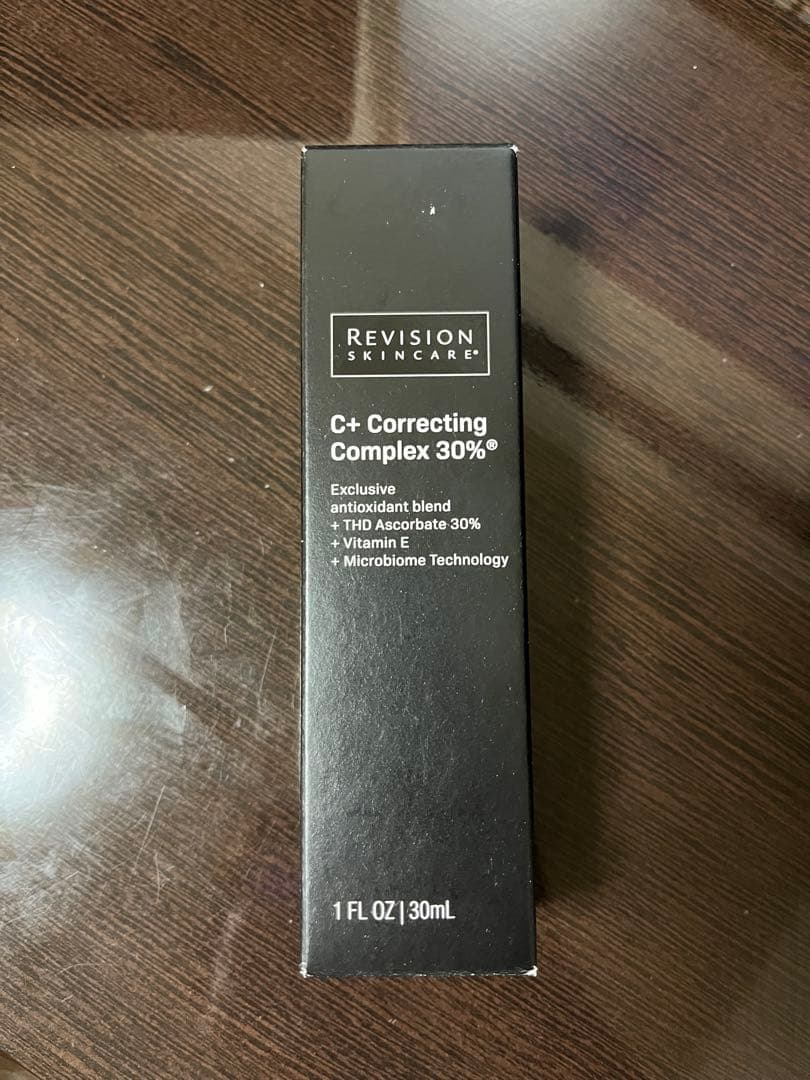 REVISION
SKINCARE®
C+ Correcting
Complex 30%®
Exclusive
antioxidant blend
+ THD Ascorbate 30%
+ Vitamin E
+ Microbiome Technology
1 FL OZ | 30mL